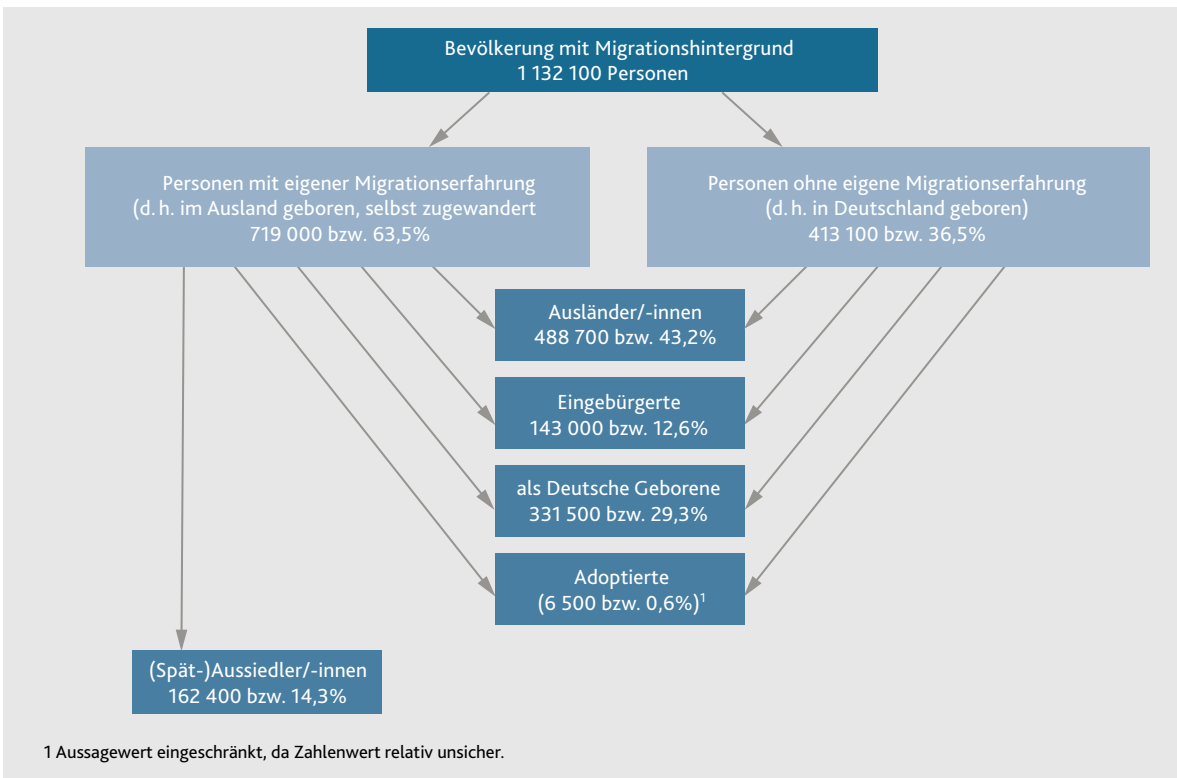 Bevölkerung mit Migrationshintergrund
1 132 100 Personen
Personen mit eigener Migrationserfahrung
(d. h. im Ausland geboren, selbst zugewandert
719 000 bzw. 63,5%
Personen ohne eigene Migrationserfahrung
(d. h. in Deutschland geboren)
413 100 bzw. 36,5%
Ausländer/-innen
488 700 bzw. 43,2%
Eingebürgerte
143 000 bzw. 12,6%
als Deutsche Geborene
331 500 bzw. 29,3%
Adoptierte
(6 500 bzw. 0,6%)¹
(Spät-)Aussiedler/-innen
162 400 bzw. 14,3%
1 Aussagewert eingeschränkt, da Zahlenwert relativ unsicher.